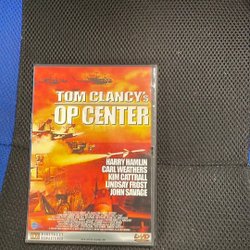 TOM CLANCY's
OP CENTER
HARRY HAMLIN
CARL WEATHERS
KIM CATTRALL
LINDSAY FROST
JOHN SAVAGE
DVD